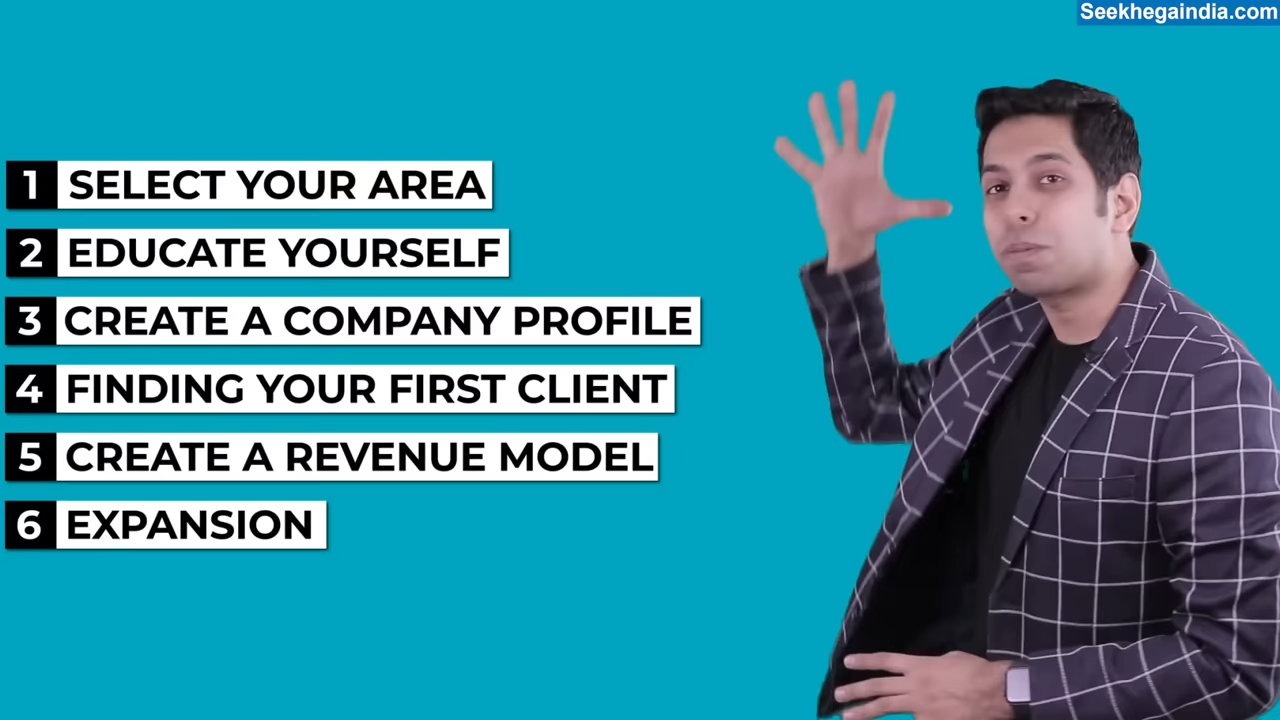 Seekhegaindia.com
1 SELECT YOUR AREA
2 EDUCATE YOURSELF
3 CREATE A COMPANY PROFILE
4 FINDING YOUR FIRST CLIENT
5 CREATE A REVENUE MODEL
6 EXPANSION